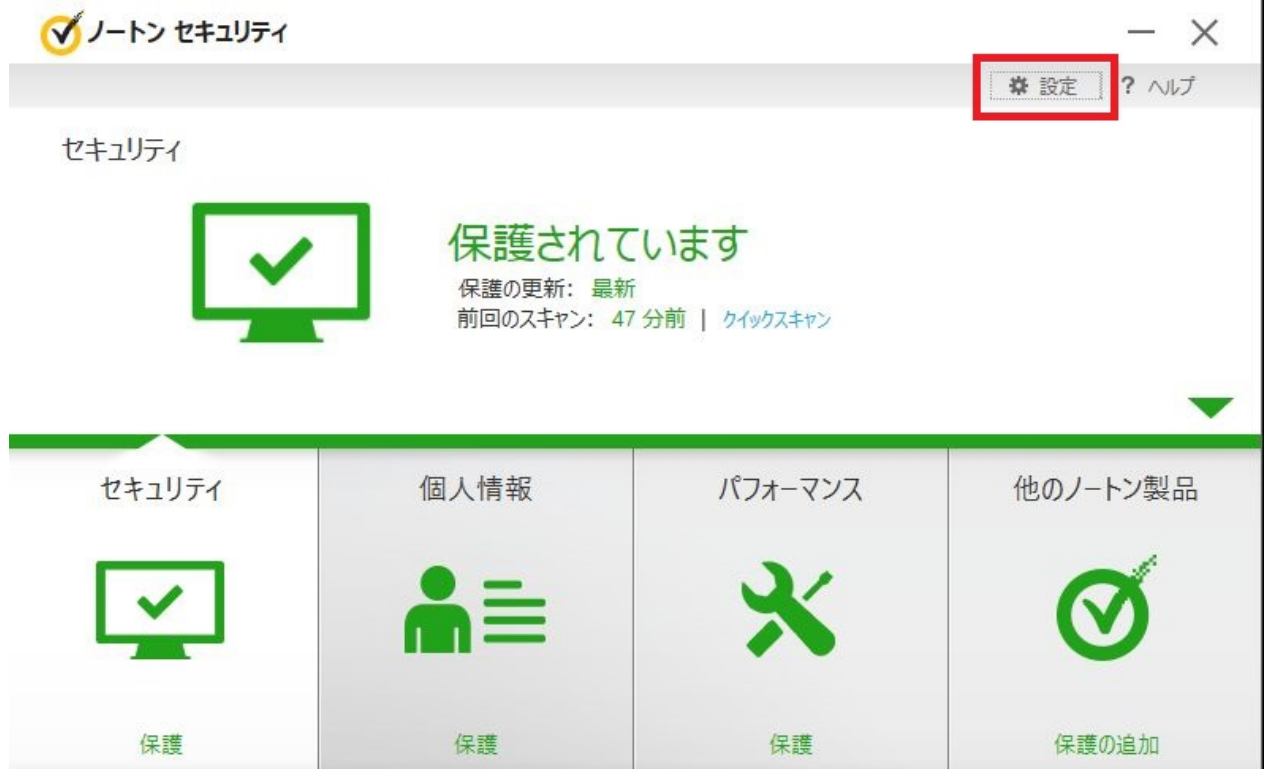 ノートン セキュリティ
設定 ? ヘルプ
セキュリティ
保護されています
保護の更新: 最新
前回のスキャン: 47 分前 | クイックスキャン
セキュリティ 個人情報 パフォーマンス 他のノートン製品
保護 保護 保護 保護の追加